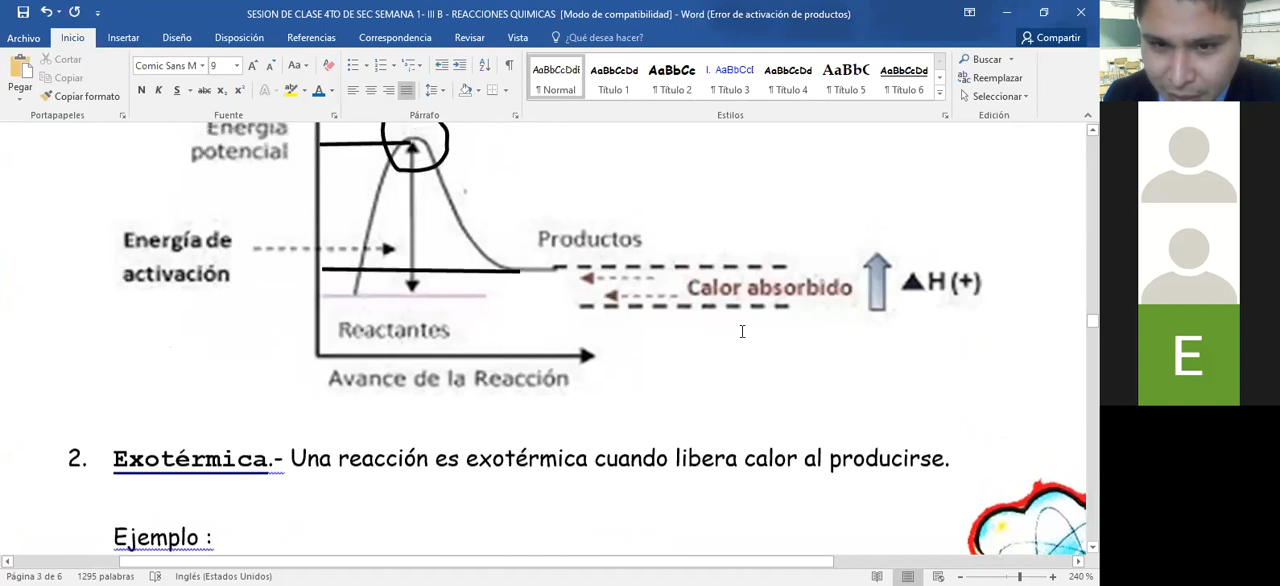 SESION DE CLASE 4TO DE SEC SEMANA 1- III B - REACCIONES QUIMICAS [Modo de compatibilidad] - Word (Error de activación de productos)
Archivo Inicio Insertar Diseño Disposición Referencias Correspondencia Revisar Vista ¿Qué desea hacer? Compartir
Pegar
Cortar
Copiar
Copiar formato
Portapapeles
Comic Sans M 9
N K S abc x₂ x²
Fuente
Párrafo
AaBbCcDdE AaBbCcDd AaBbCc I. AaBbCcI AaBbCcDd AaBbC AaBbCcDd
¶ Normal Título 1 ¶ Título 2 ¶ Título 3 ¶ Título 4 ¶ Título 5 ¶ Título 6
Estilos
Buscar
Reemplazar
Seleccionar
Edición
Energía
potencial
Energía de
activación
Productos
Calor absorbido
▲H (+)
Reactantes
Avance de la Reacción
2. Exotérmica.- Una reacción es exotérmica cuando libera calor al producirse.
Ejemplo :
E
Página 3 de 6 1295 palabras Inglés (Estados Unidos) 240 %